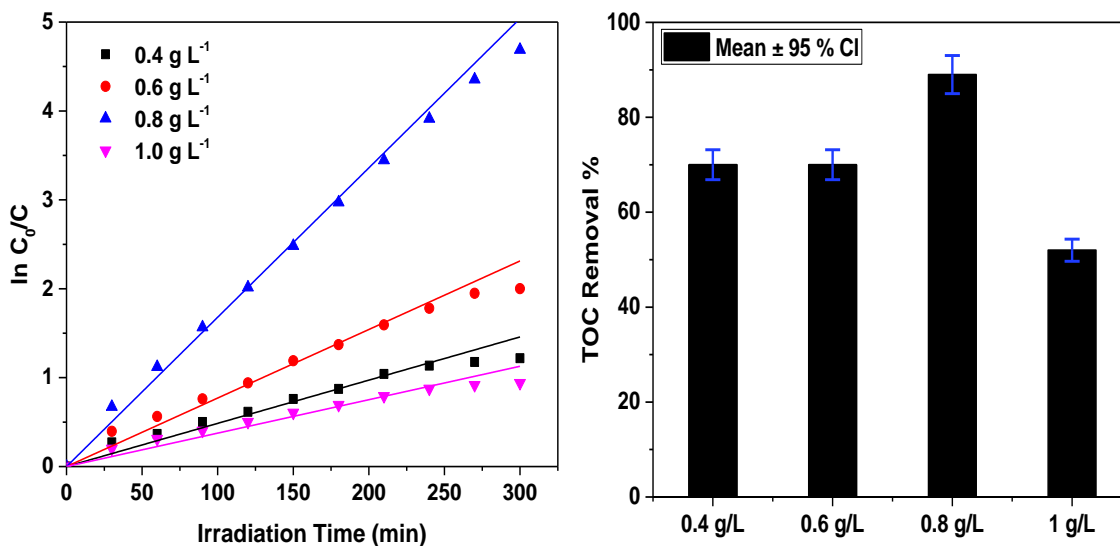 5
4
3
2
1
0
ln C₀/C
0.4 g L⁻¹
0.6 g L⁻¹
0.8 g L⁻¹
1.0 g L⁻¹
0 50 100 150 200 250 300
Irradiation Time (min)
100
80
60
40
20
0
TOC Removal %
Mean ± 95 % CI
0.4 g/L 0.6 g/L 0.8 g/L 1 g/L